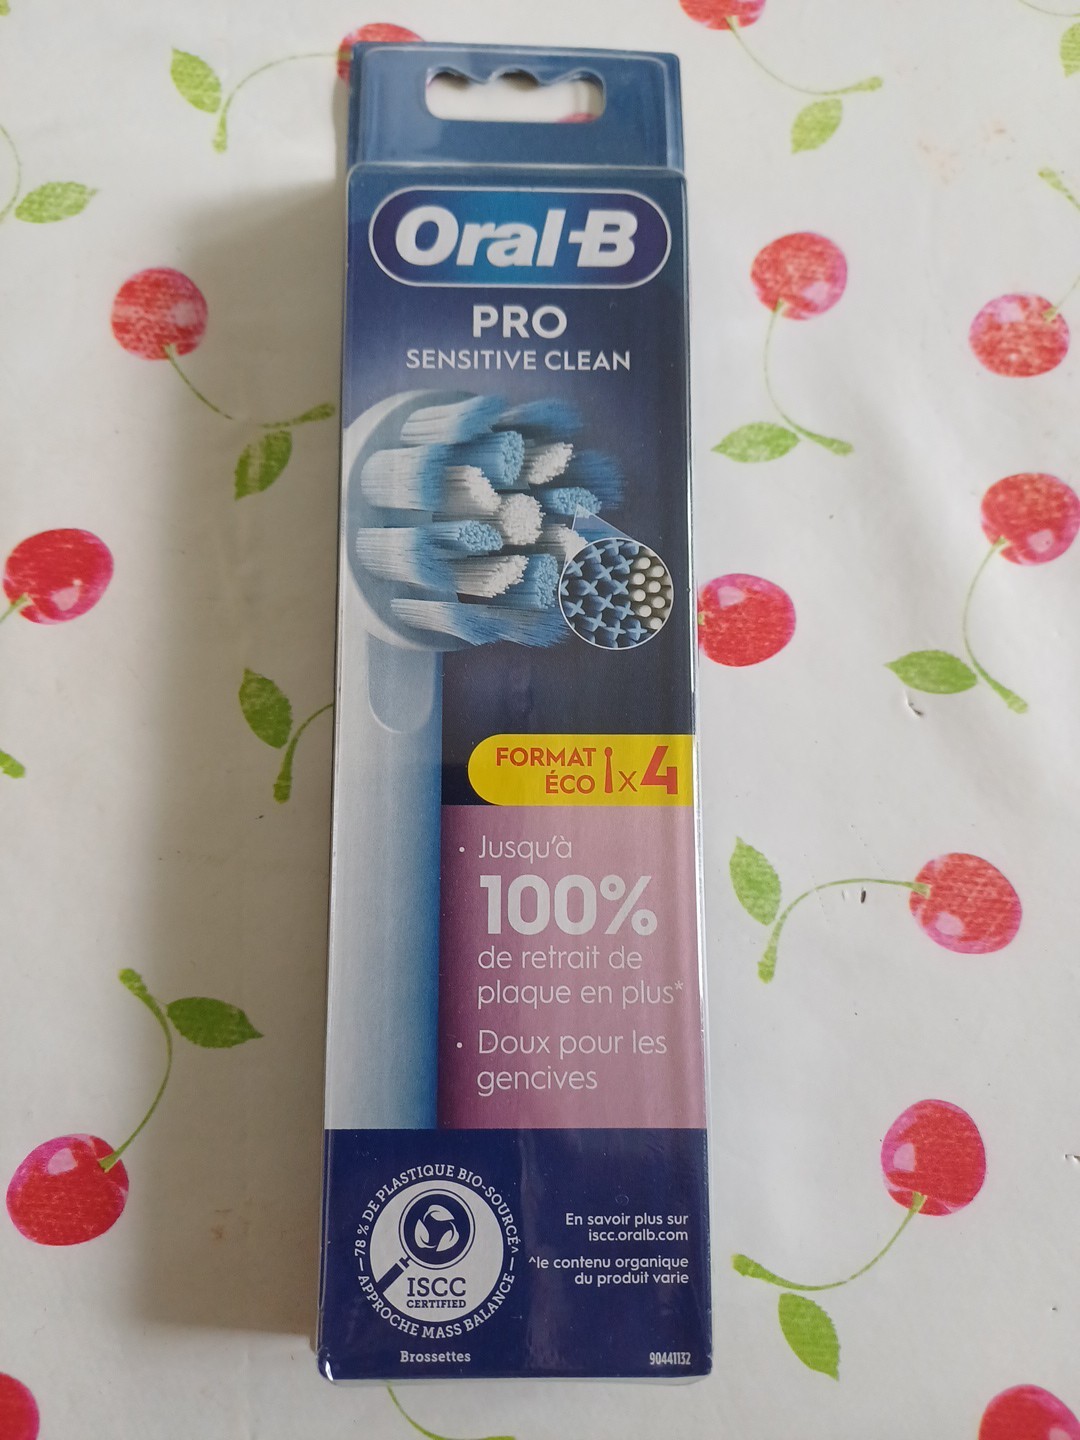 Oral-B
PRO
SENSITIVE CLEAN
FORMAT
ÉCO x4
• Jusqu'à
100%
de retrait de
plaque en plus*
• Doux pour les
gencives
78 % DE PLASTIQUE BIO-SOURCÉ^
ISCC
CERTIFIED
APPROCHE MASS BALANCE
Brossettes
En savoir plus sur
iscc.oralb.com
^le contenu organique
du produit varie
90441132